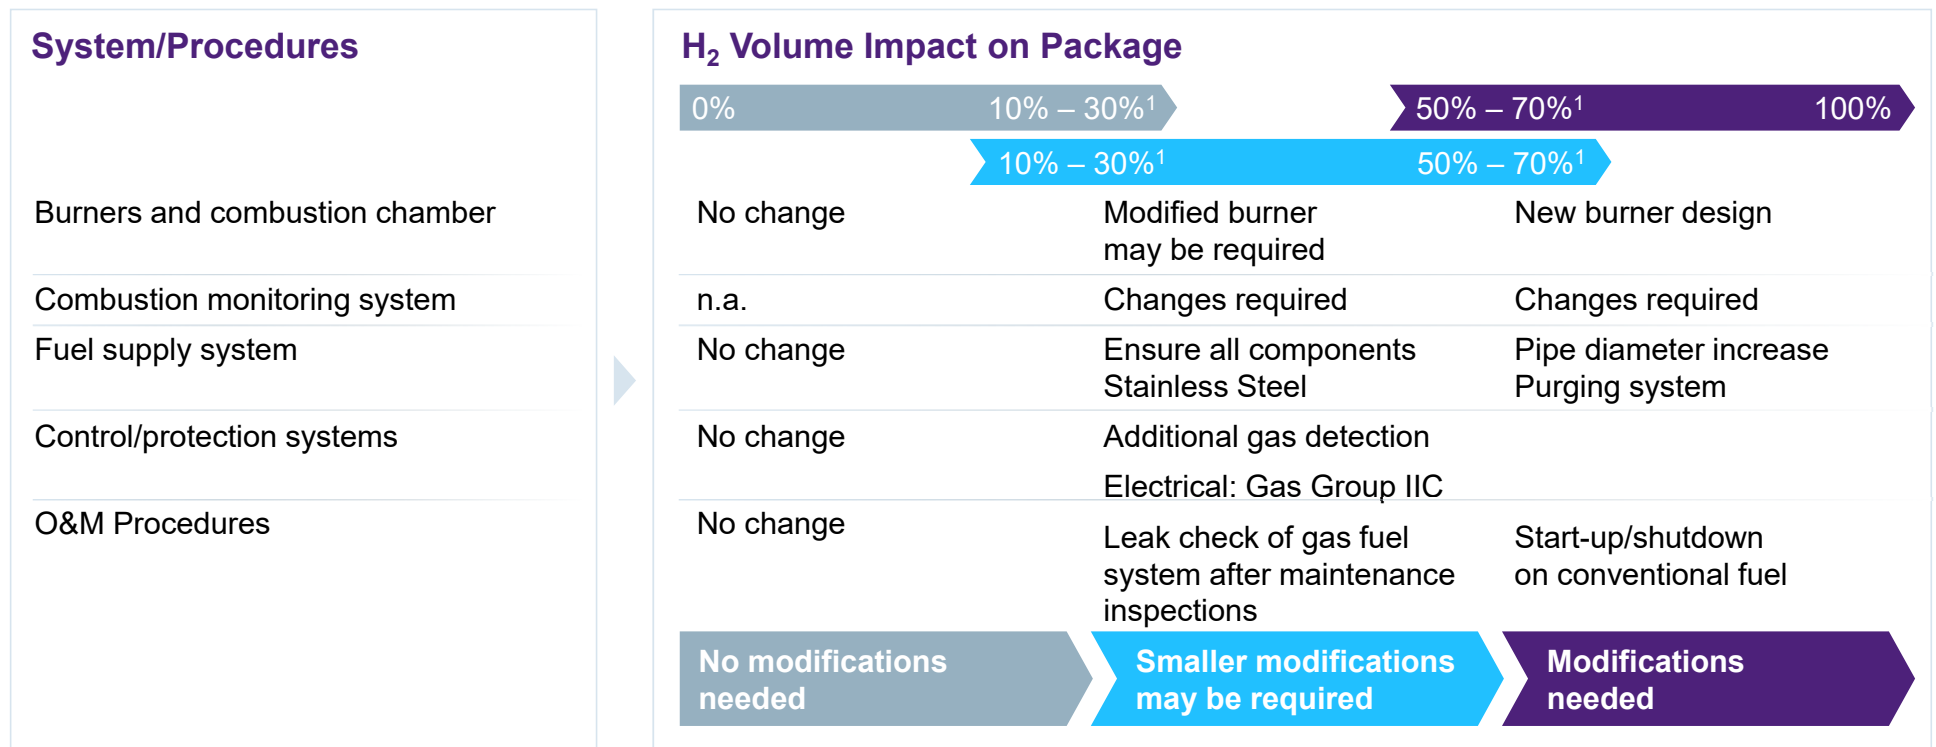 System/Procedures
H₂ Volume Impact on Package
0%
10% – 30%¹
50% – 70%¹
100%
10% – 30%¹
50% – 70%¹
Burners and combustion chamber
No change
Modified burner
may be required
New burner design
Combustion monitoring system
n.a.
Changes required
Changes required
Fuel supply system
No change
Ensure all components
Stainless Steel
Pipe diameter increase
Purging system
Control/protection systems
No change
Additional gas detection
Electrical: Gas Group IIC
O&M Procedures
No change
Leak check of gas fuel
system after maintenance
inspections
Start-up/shutdown
on conventional fuel
No modifications
needed
Smaller modifications
may be required
Modifications
needed